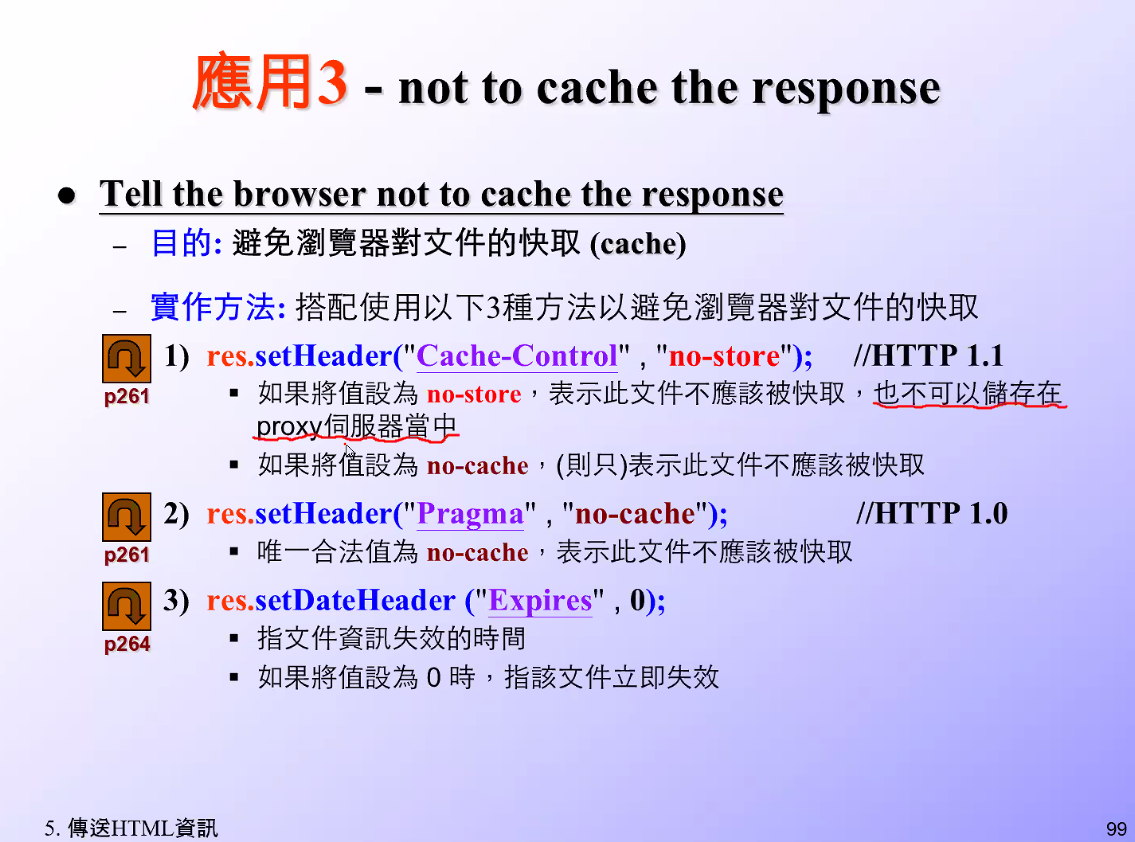 應用3 - not to cache the response
● Tell the browser not to cache the response
– 目的: 避免瀏覽器對文件的快取 (cache)
– 實作方法: 搭配使用以下3種方法以避免瀏覽器對文件的快取
1) res.setHeader("Cache-Control" , "no-store"); //HTTP 1.1
p261
▪ 如果將值設為 no-store，表示此文件不應該被快取，也不可以儲存在
proxy伺服器當中
▪ 如果將值設為 no-cache，(則只)表示此文件不應該被快取
2) res.setHeader("Pragma" , "no-cache"); //HTTP 1.0
p261
▪ 唯一合法值為 no-cache，表示此文件不應該被快取
3) res.setDateHeader ("Expires" , 0);
p264
▪ 指文件資訊失效的時間
▪ 如果將值設為 0 時，指該文件立即失效
5. 傳送HTML資訊
99